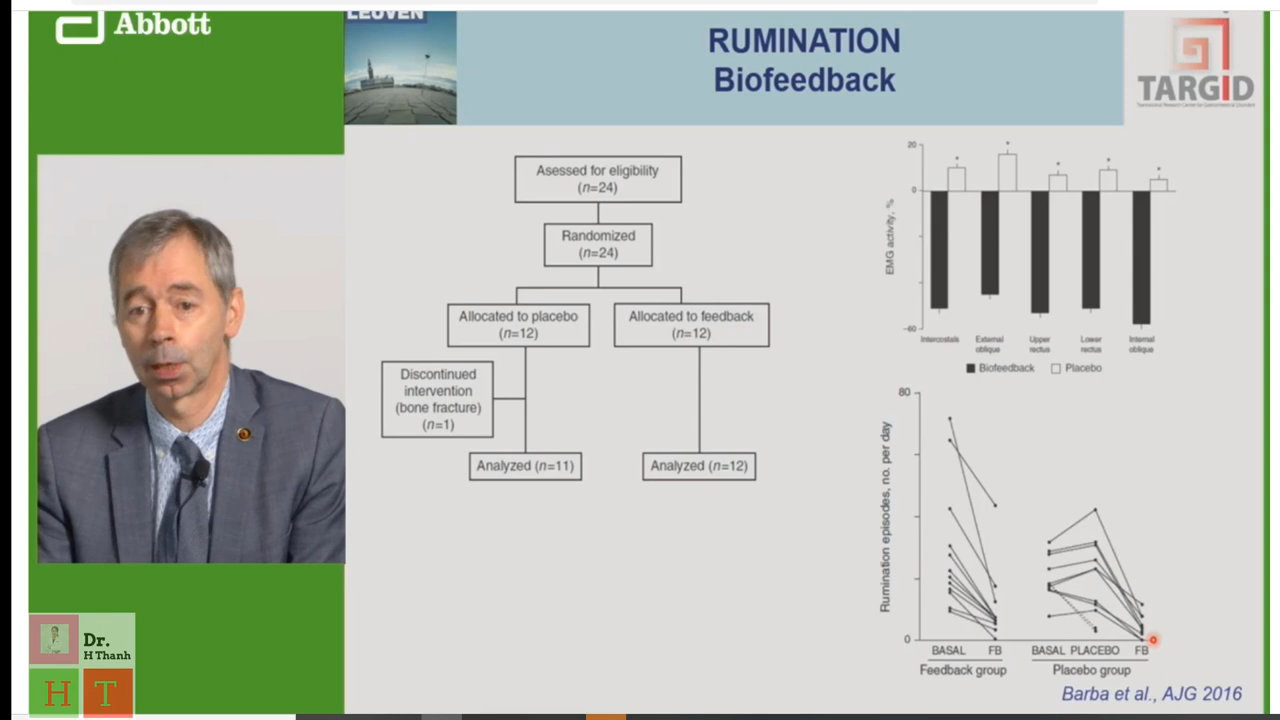 Abbott
LEUVEN
RUMINATION
Biofeedback
TARGID
Asessed for eligibility
(n=24)
Randomized
(n=24)
Allocated to placebo
(n=12)
Allocated to feedback
(n=12)
Discontinued
intervention
(bone fracture)
(n=1)
Analyzed (n=11)
Analyzed (n=12)
20
0
-60
EMG activity, %
Intercostals
External
oblique
Upper
rectus
Lower
rectus
Internal
oblique
Biofeedback
Placebo
80
0
Rumination episodes, no. per day
BASAL FB
Feedback group
BASAL PLACEBO FB
Placebo group
Barba et al., AJG 2016
Dr.
H Thanh
H T